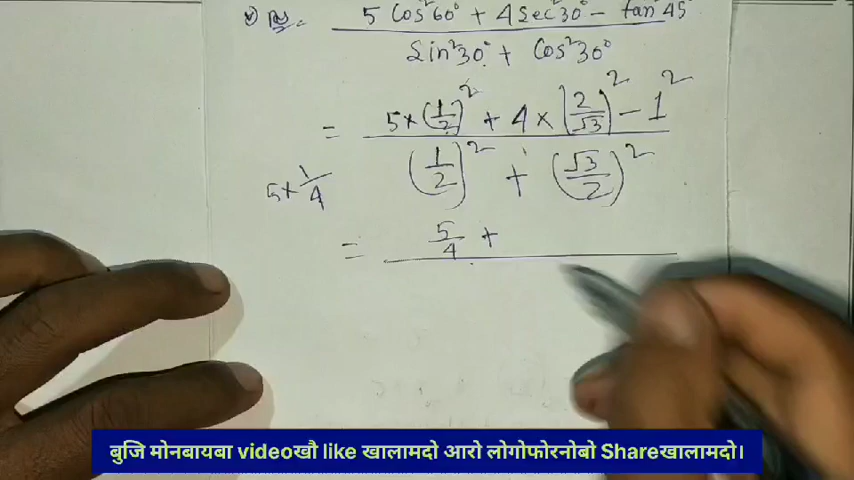 v) = (5 Cos²60° + 4 Sec²30° − tan²45°) / (Sin²30° + Cos²30°)
= (5 × (1/2)² + 4 × (2/√3)² − 1²) / ((1/2)² + (√3/2)²)
5 × 1/4
= 5/4 +
बुजि मोनबायबा videoखौ like खालामदो आरो लोगोफोरनोबो Shareखालामदो।